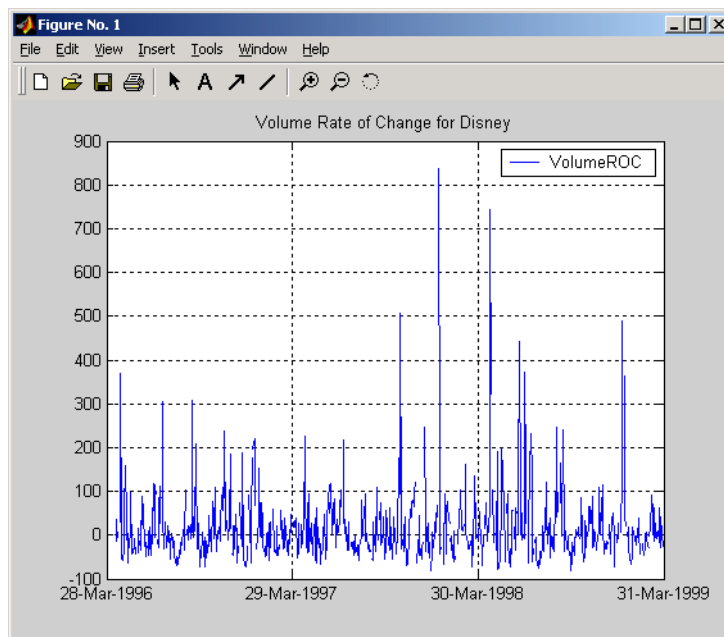 Figure No. 1
File Edit View Insert Tools Window Help
A
Volume Rate of Change for Disney
VolumeROC
900
800
700
600
500
400
300
200
100
0
-100
28-Mar-1996 29-Mar-1997 30-Mar-1998 31-Mar-1999